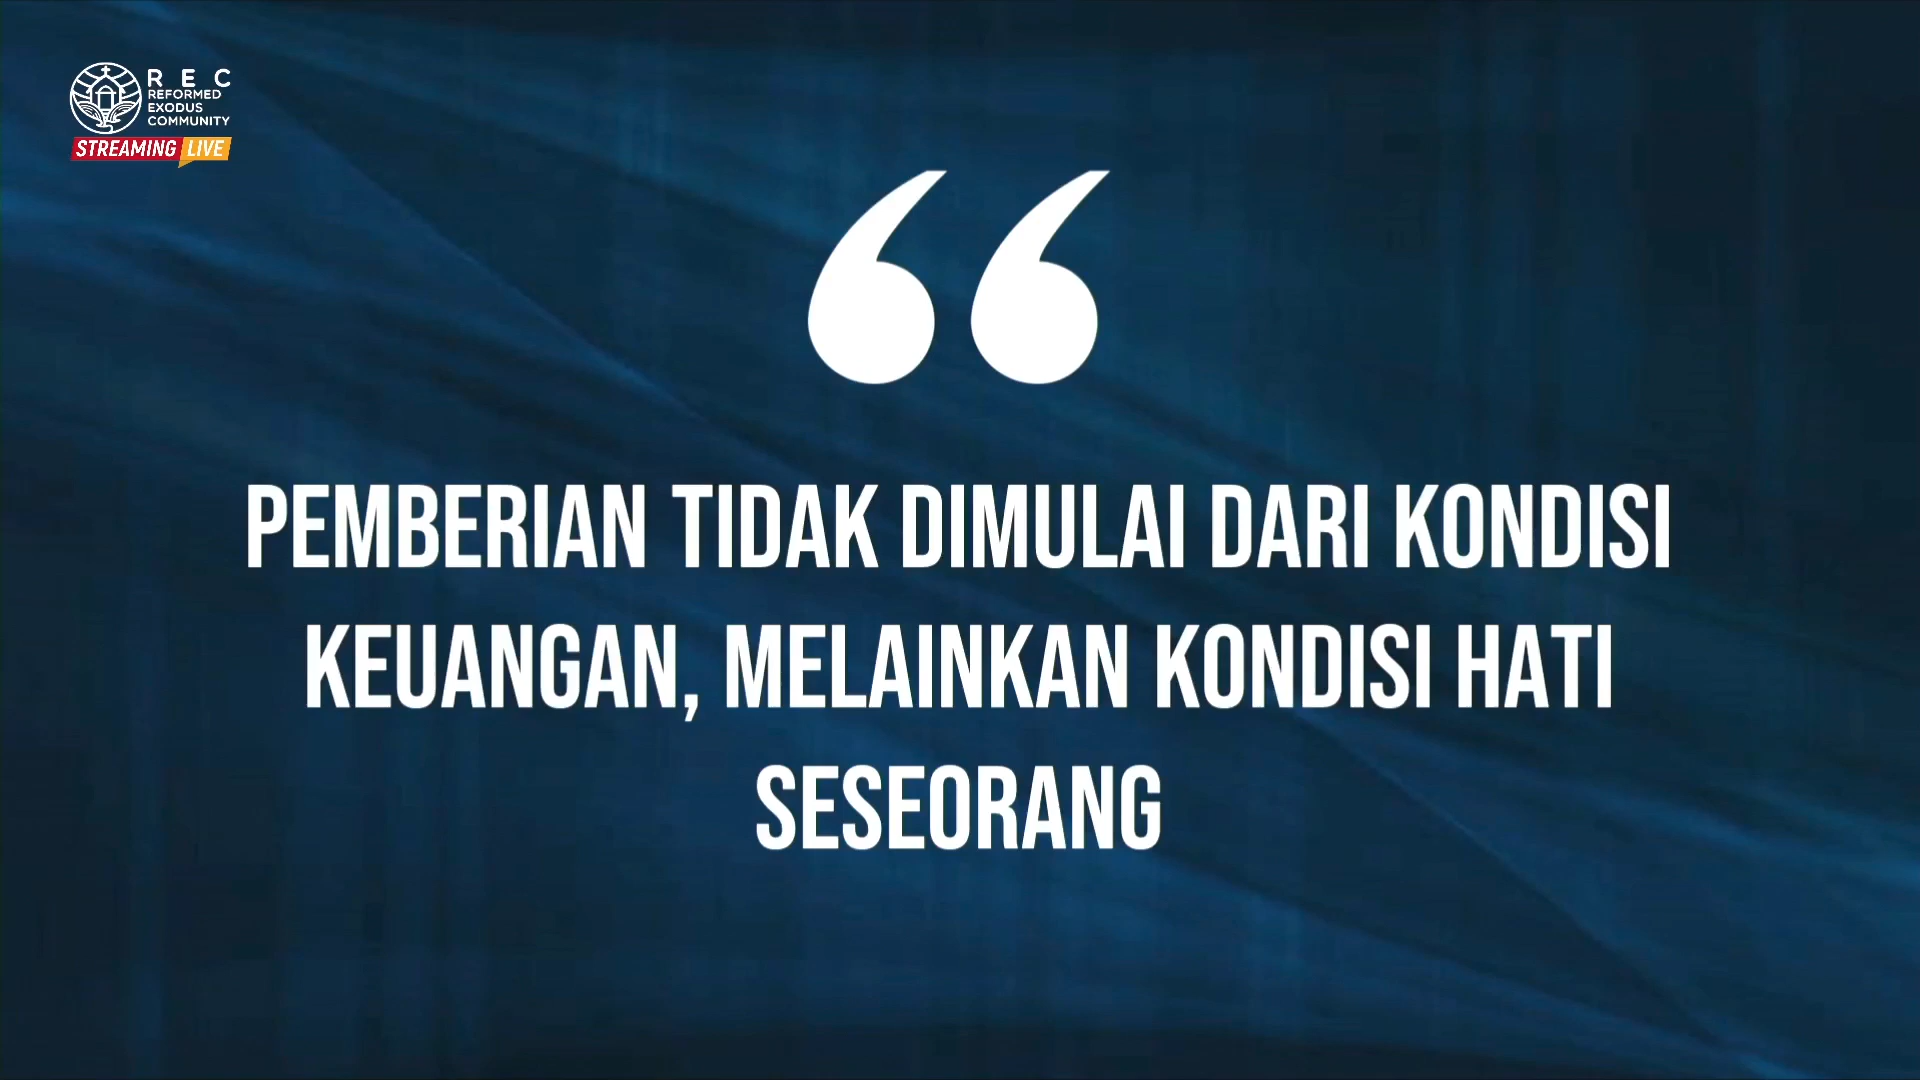 R E C
REFORMED
EXODUS
COMMUNITY
STREAMING LIVE
“
PEMBERIAN TIDAK DIMULAI DARI KONDISI
KEUANGAN, MELAINKAN KONDISI HATI
SESEORANG